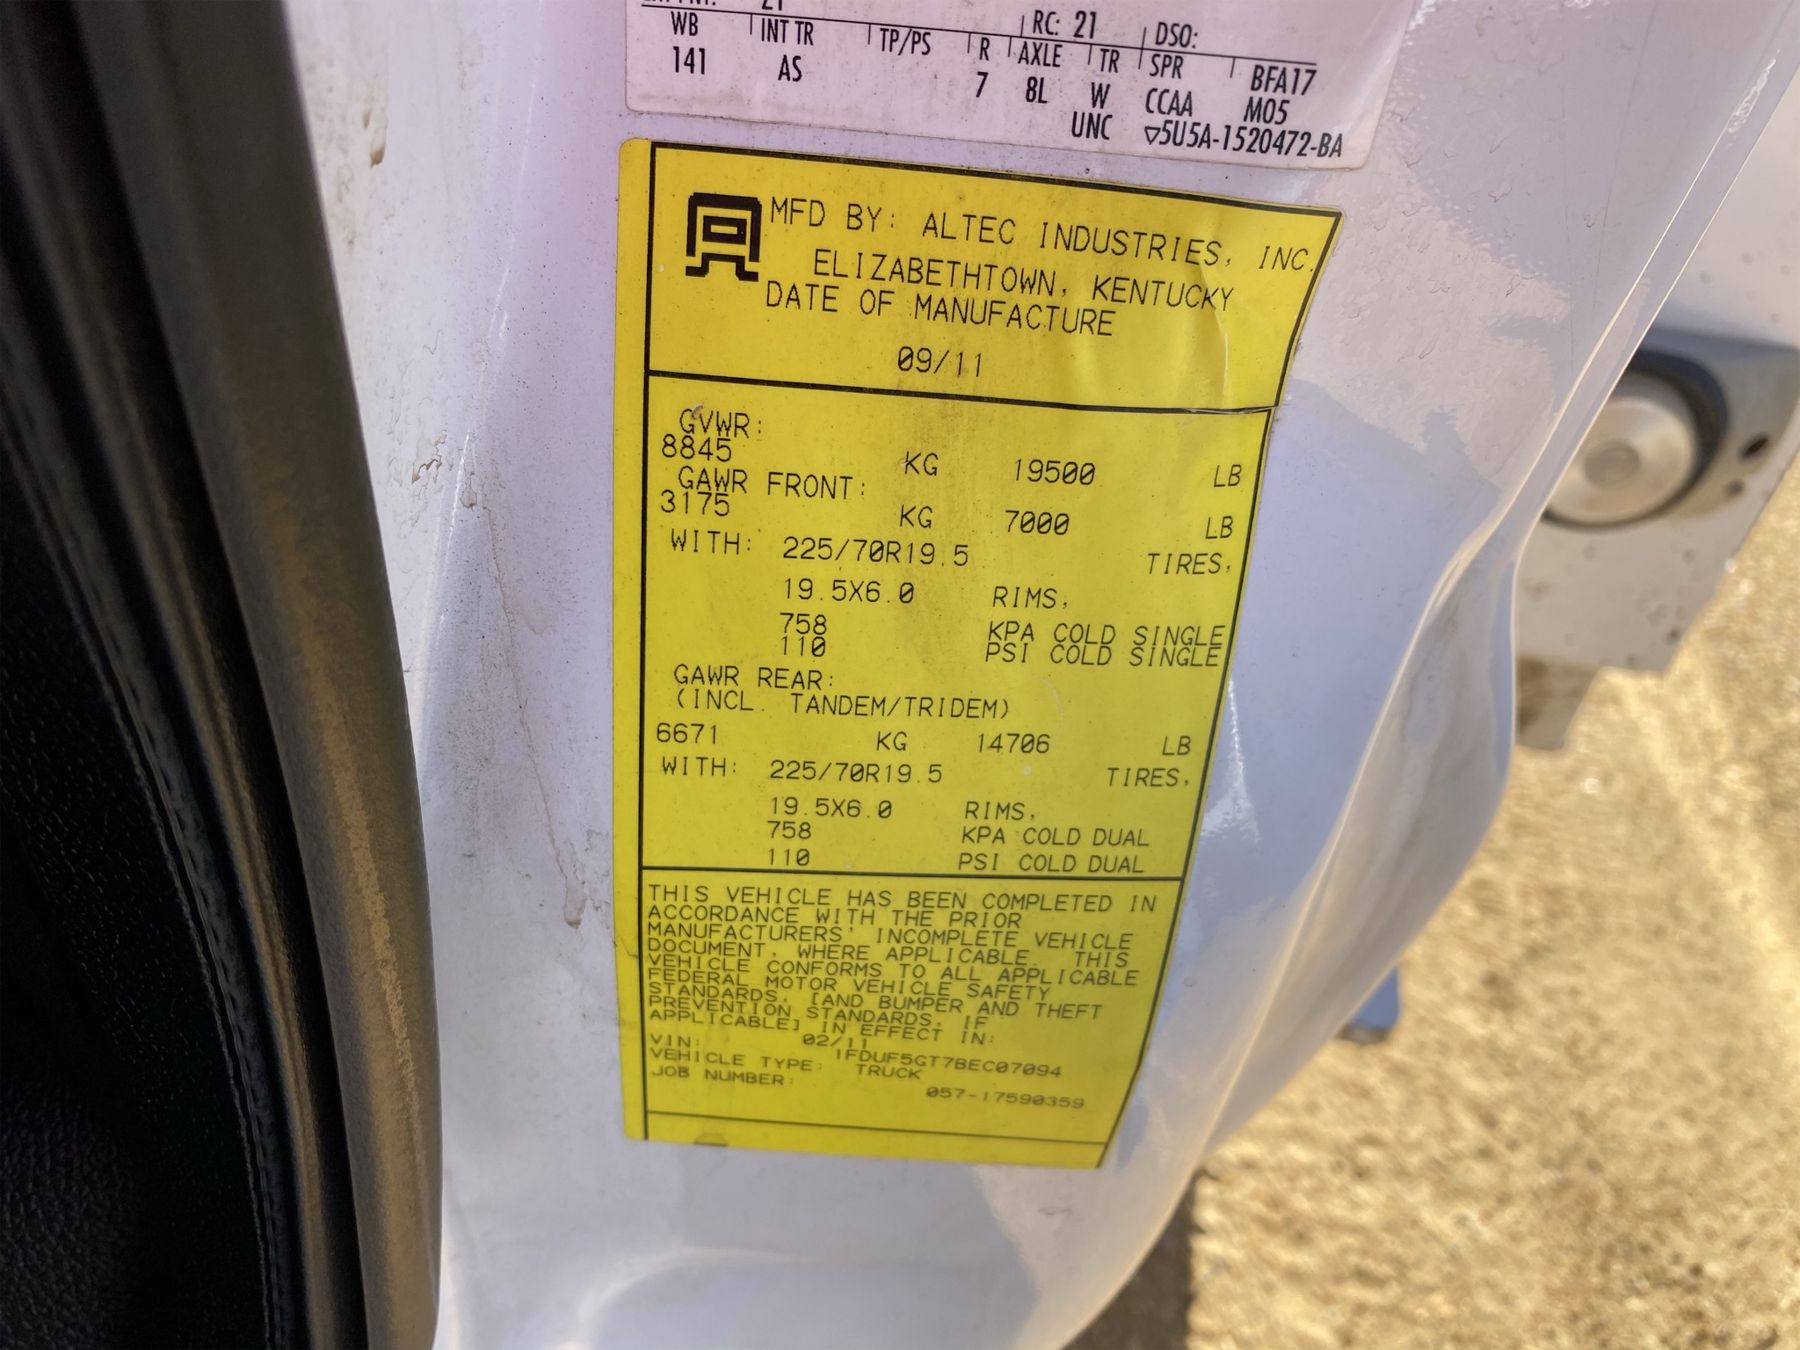 21
RC: 21 DSO:
WB INT TR TP/PS R AXLE TR SPR BFA17
141 AS 7 8L W CCAA M05
UNC ▽5U5A-1520472-BA
MFD BY: ALTEC INDUSTRIES, INC.
ELIZABETHTOWN, KENTUCKY
DATE OF MANUFACTURE
09/11
GVWR:
8845 KG 19500 LB
GAWR FRONT:
3175 KG 7000 LB
WITH: 225/70R19.5 TIRES,
19.5X6.0 RIMS,
758 KPA COLD SINGLE
110 PSI COLD SINGLE
GAWR REAR:
(INCL. TANDEM/TRIDEM)
6671 KG 14706 LB
WITH: 225/70R19.5 TIRES,
19.5X6.0 RIMS,
758 KPA COLD DUAL
110 PSI COLD DUAL
THIS VEHICLE HAS BEEN COMPLETED IN
ACCORDANCE WITH THE PRIOR
MANUFACTURERS' INCOMPLETE VEHICLE
DOCUMENT, WHERE APPLICABLE. THIS
VEHICLE CONFORMS TO ALL APPLICABLE
FEDERAL MOTOR VEHICLE SAFETY
STANDARDS, [AND BUMPER AND THEFT
PREVENTION STANDARDS, IF
APPLICABLE] IN EFFECT IN:
02/11
VIN: 1FDUF5GT7BEC07094
VEHICLE TYPE: TRUCK
JOB NUMBER: 057-17590359